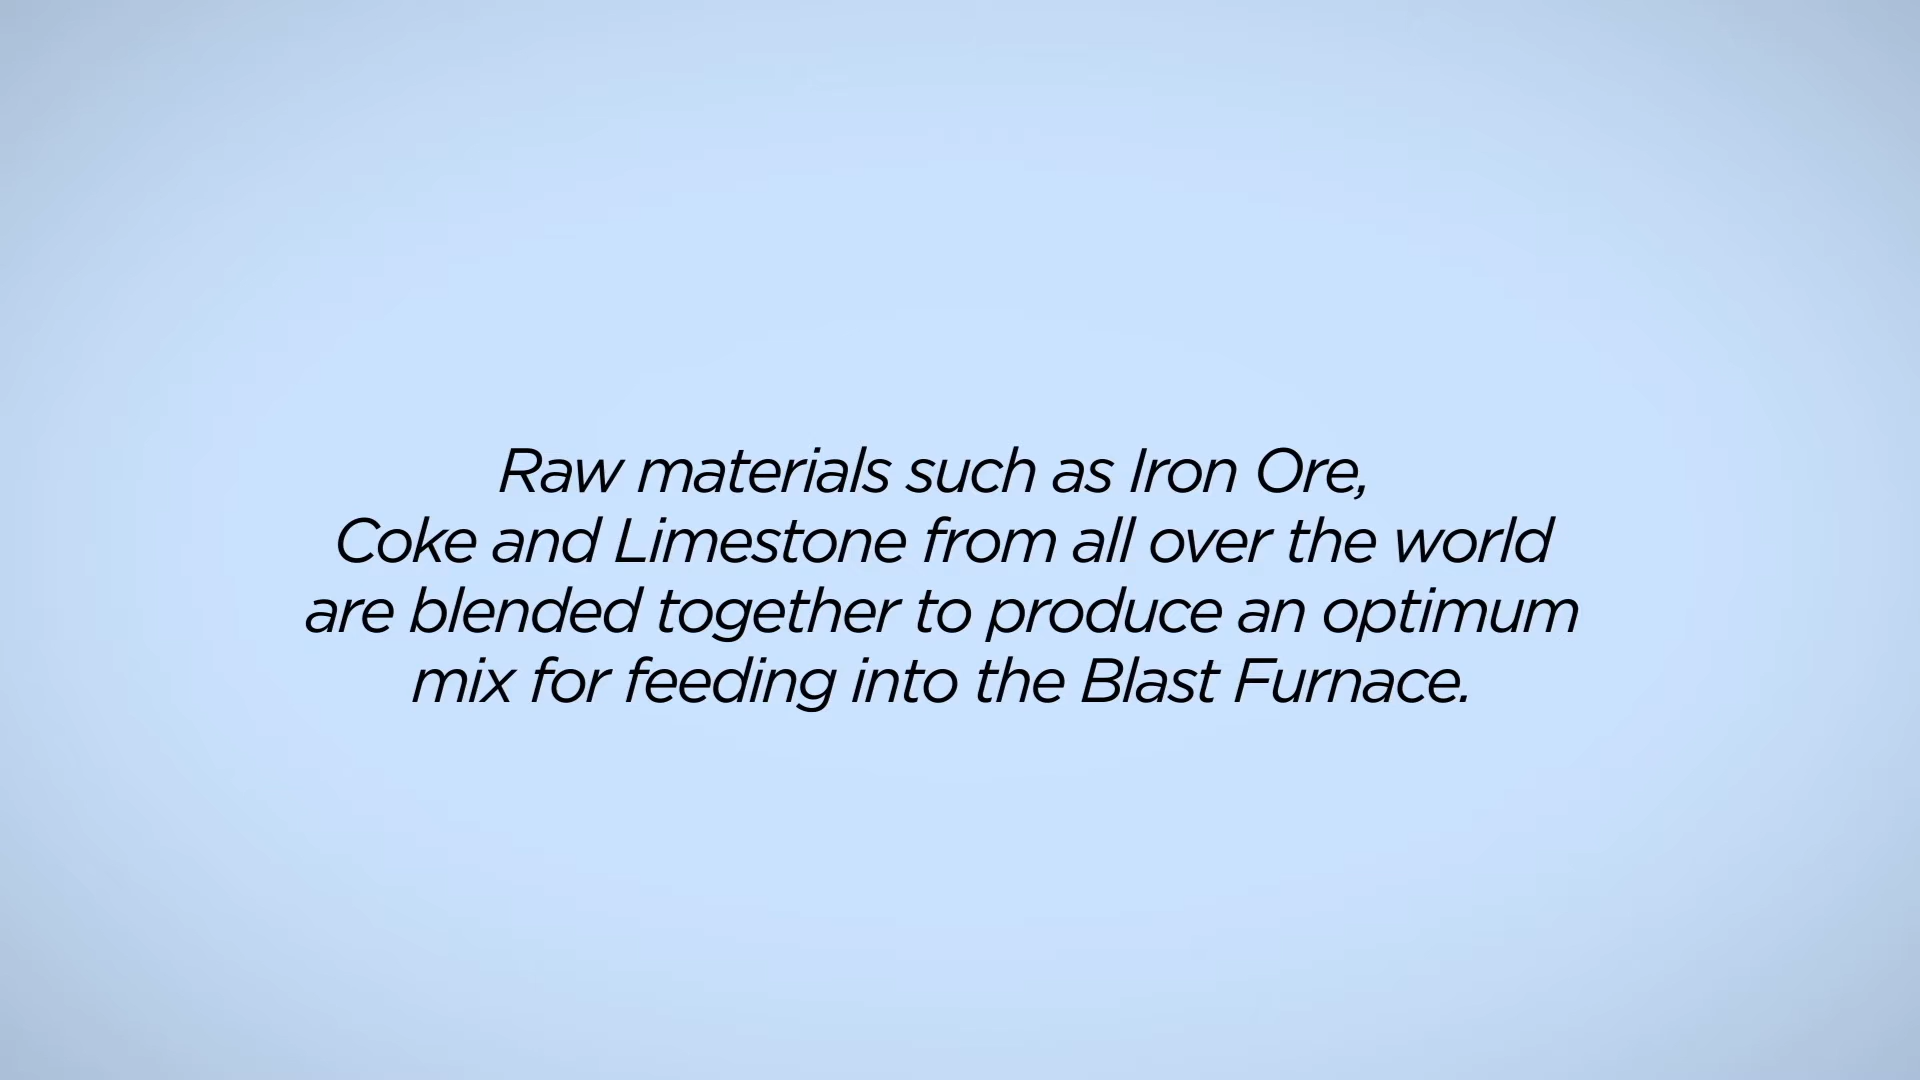 Raw materials such as Iron Ore,
Coke and Limestone from all over the world
are blended together to produce an optimum
mix for feeding into the Blast Furnace.